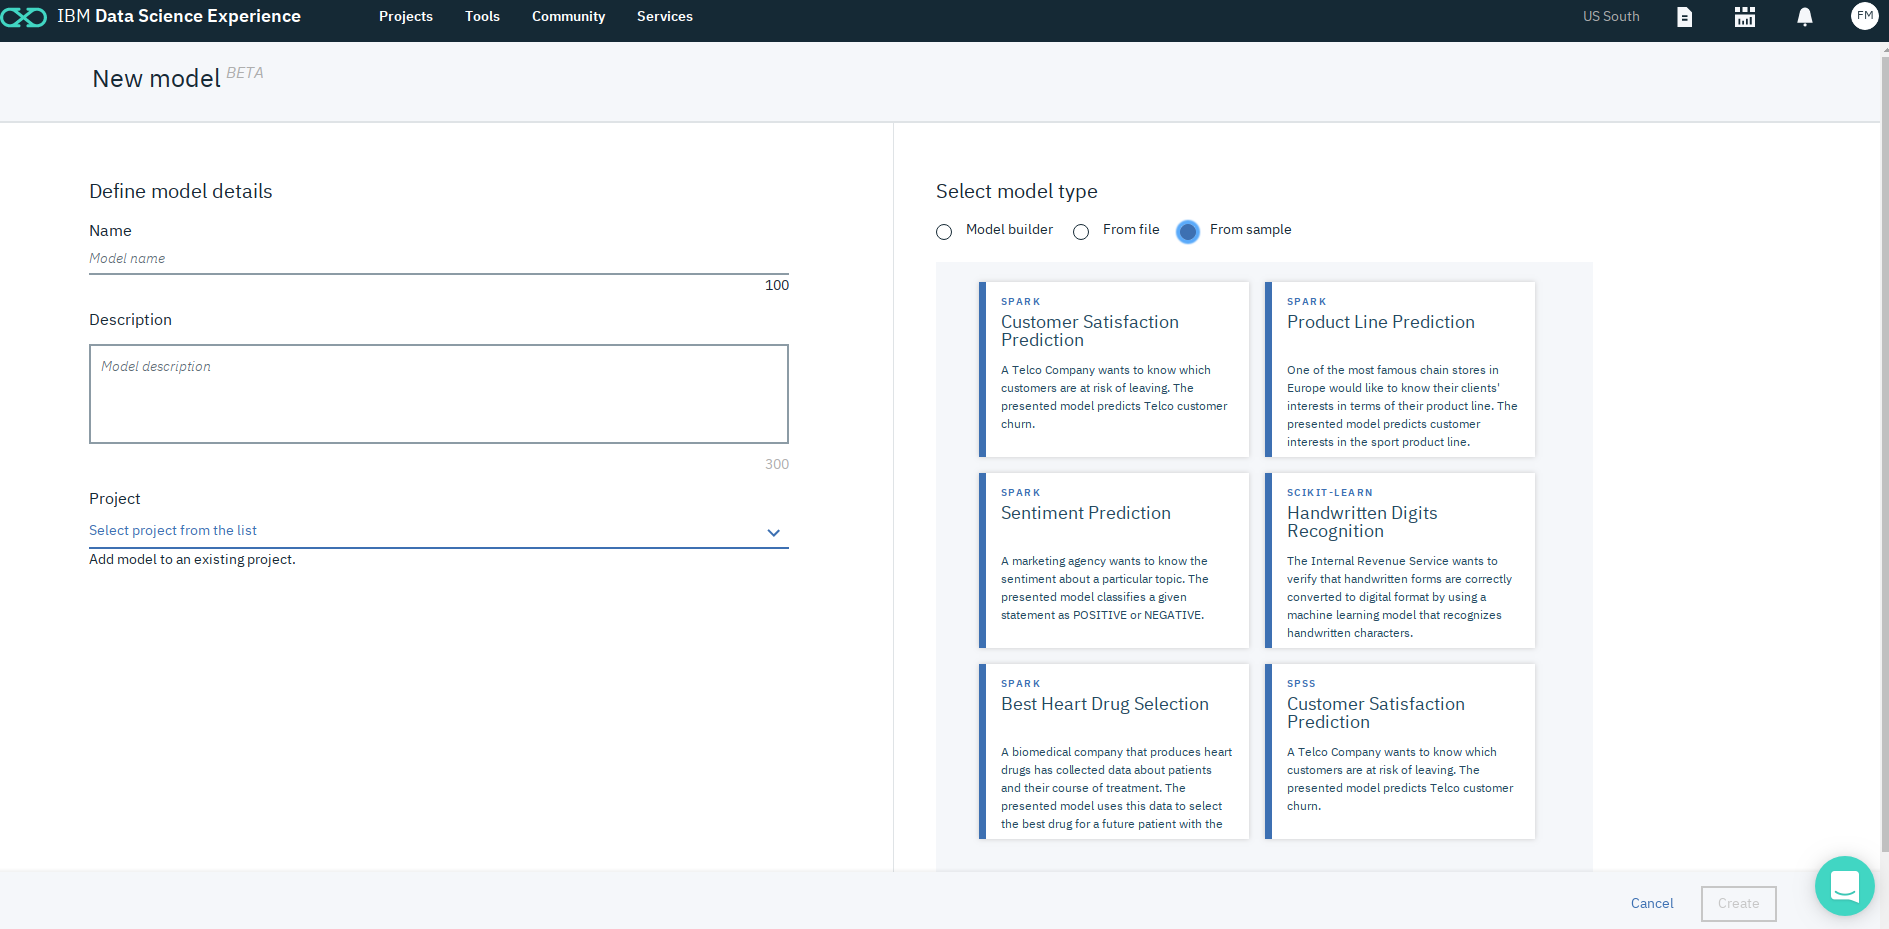 IBM Data Science Experience
Projects
Tools
Community
Services
US South
FM
New model BETA
Define model details
Name
Model name
100
Description
Model description
300
Project
Select project from the list
Add model to an existing project.
Select model type
Model builder
From file
From sample
SPARK
Customer Satisfaction
Prediction
A Telco Company wants to know which
customers are at risk of leaving. The
presented model predicts Telco customer
churn.
SPARK
Product Line Prediction
One of the most famous chain stores in
Europe would like to know their clients'
interests in terms of their product line. The
presented model predicts customer
interests in the sport product line.
SPARK
Sentiment Prediction
A marketing agency wants to know the
sentiment about a particular topic. The
presented model classifies a given
statement as POSITIVE or NEGATIVE.
SCIKIT-LEARN
Handwritten Digits
Recognition
The Internal Revenue Service wants to
verify that handwritten forms are correctly
converted to digital format by using a
machine learning model that recognizes
handwritten characters.
SPARK
Best Heart Drug Selection
A biomedical company that produces heart
drugs has collected data about patients
and their course of treatment. The
presented model uses this data to select
the best drug for a future patient with the
SPSS
Customer Satisfaction
Prediction
A Telco Company wants to know which
customers are at risk of leaving. The
presented model predicts Telco customer
churn.
Cancel
Create